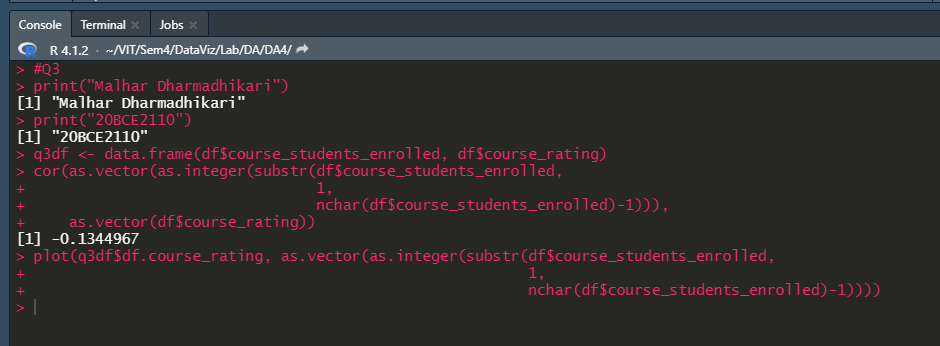 Console Terminal Jobs
R 4.1.2 · ~/VIT/Sem4/DataViz/Lab/DA/DA4/
> #Q3
> print("Malhar Dharmadhikari")
[1] "Malhar Dharmadhikari"
> print("20BCE2110")
[1] "20BCE2110"
> q3df <- data.frame(df$course_students_enrolled, df$course_rating)
> cor(as.vector(as.integer(substr(df$course_students_enrolled,
+                                 1,
+                                 nchar(df$course_students_enrolled)-1))),
+     as.vector(df$course_rating))
[1] -0.1344967
> plot(q3df$df.course_rating, as.vector(as.integer(substr(df$course_students_enrolled,
+                                                         1,
+                                                         nchar(df$course_students_enrolled)-1))))
>